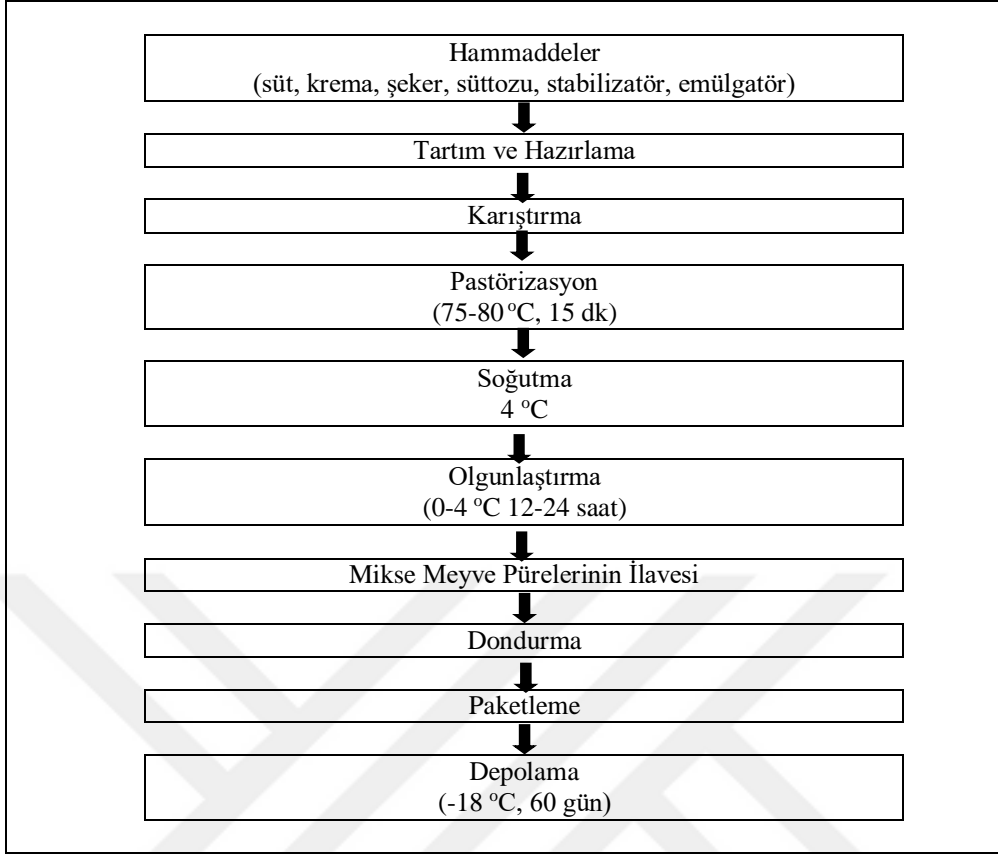 Hammaddeler
(süt, krema, şeker, süttozu, stabilizatör, emülgatör)
Tartım ve Hazırlama
Karıştırma
Pastörizasyon
(75-80 ºC, 15 dk)
Soğutma
4 ºC
Olgunlaştırma
(0-4 ºC 12-24 saat)
Mikse Meyve Pürelerinin İlavesi
Dondurma
Paketleme
Depolama
(-18 ºC, 60 gün)